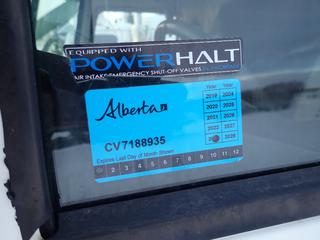 EQUIPPED WITH
POWERHALT
AIR INTAKE EMERGENCY SHUT-OFF VALVES
Alberta
Year Year
2019 2024
2020 2025
2021 2026
2022 2027
2028
CV7188935
Expires Last Day of Month Shown
2 3 4 5 6 7 8 9 10 11 12